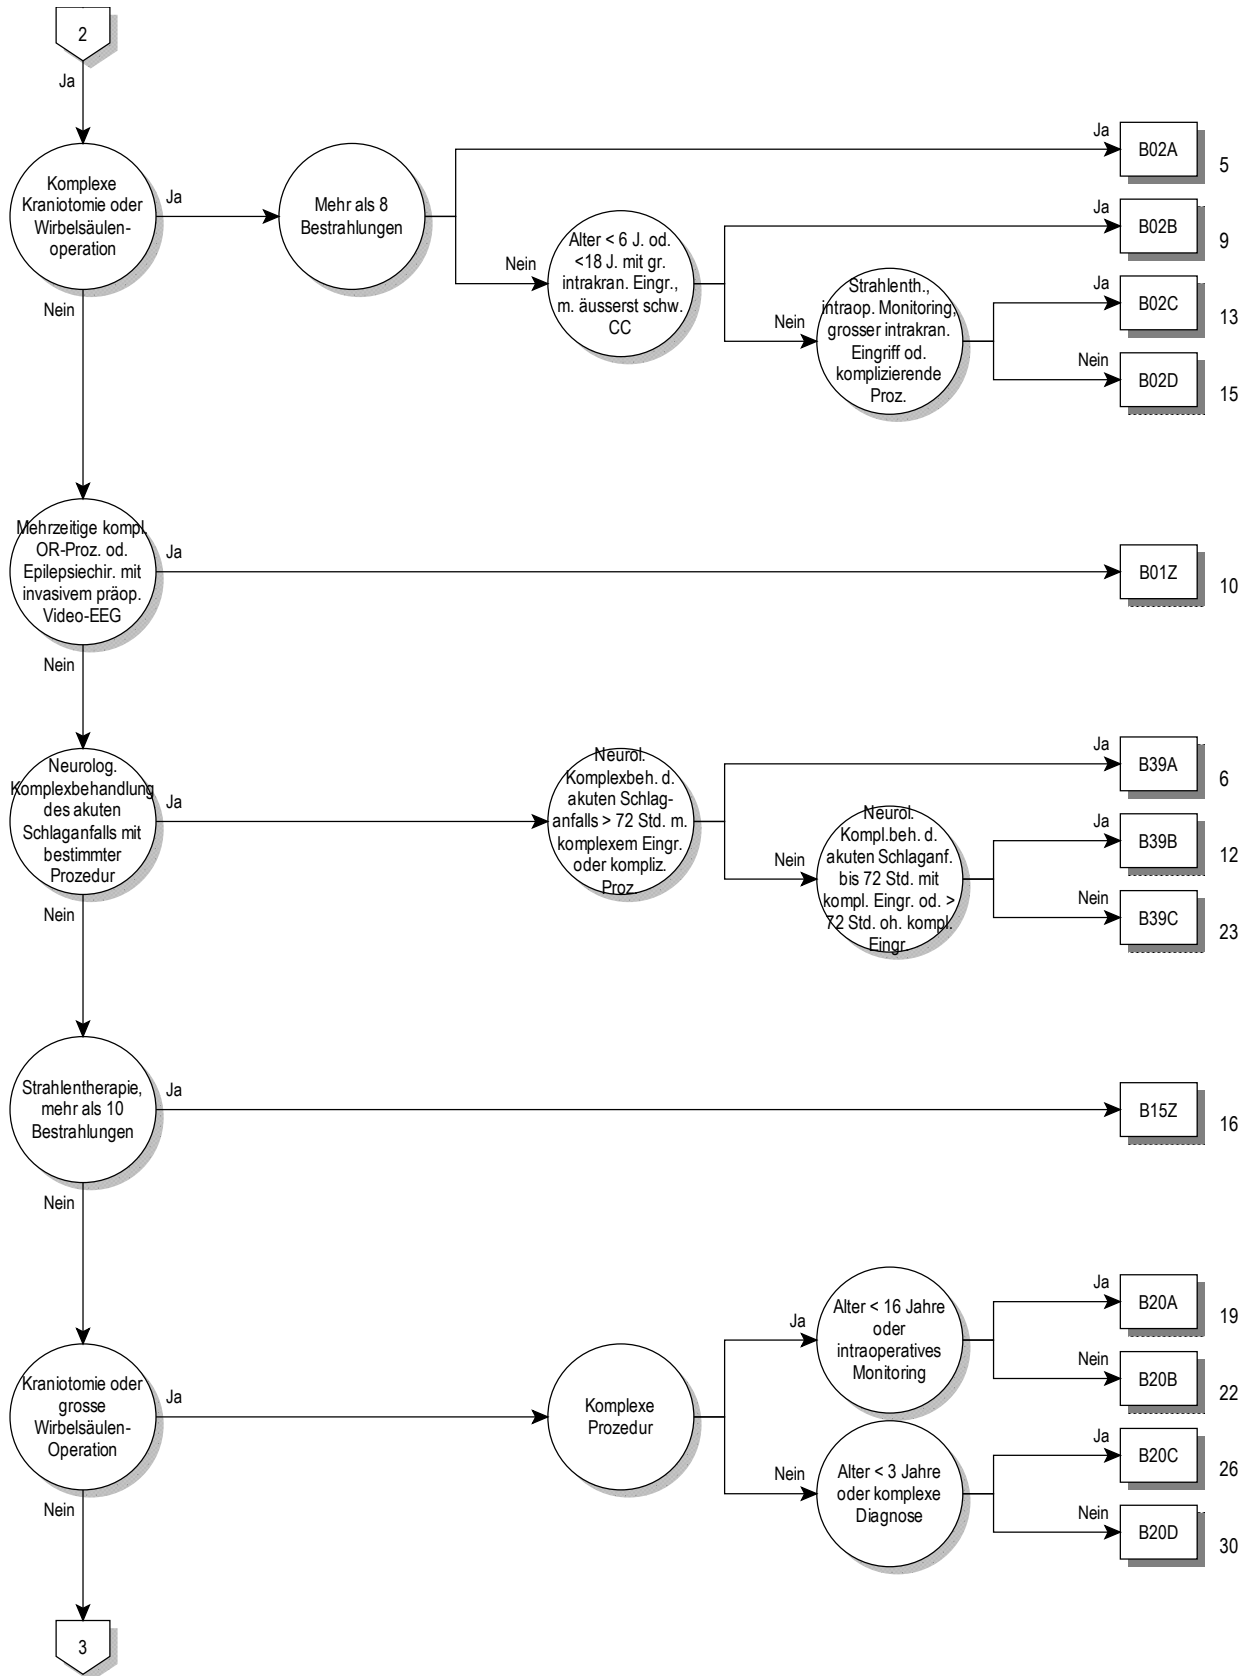 2
Ja
Komplexe
Kraniotomie oder
Wirbelsäulen-
operation
Ja
Mehr als 8
Bestrahlungen
Ja
B02A
5
Nein
Alter < 6 J. od.
<18 J. mit gr.
intrakran. Eingr.,
m. äusserst schw.
CC
Ja
B02B
9
Nein
Strahlenth.,
intraop. Monitoring,
grosser intrakran.
Eingriff od.
komplizierende
Proz.
Ja
B02C
13
Nein
B02D
15
Nein
Mehrzeitige kompl.
OR-Proz. od.
Epilepsiechir. mit
invasivem präop.
Video-EEG
Ja
B01Z
10
Nein
Neurolog.
Komplexbehandlung
des akuten
Schlaganfalls mit
bestimmter
Prozedur
Ja
Neurol.
Komplexbeh. d.
akuten Schlag-
anfalls > 72 Std. m.
komplexem Eingr.
oder kompliz.
Proz.
Ja
B39A
6
Nein
Neurol.
Kompl.beh. d.
akuten Schlaganf.
bis 72 Std. mit
kompl. Eingr. od. >
72 Std. oh. kompl.
Eingr.
Ja
B39B
12
Nein
B39C
23
Nein
Strahlentherapie,
mehr als 10
Bestrahlungen
Ja
B15Z
16
Nein
Kraniotomie oder
grosse
Wirbelsäulen-
Operation
Ja
Komplexe
Prozedur
Ja
Alter < 16 Jahre
oder
intraoperatives
Monitoring
Ja
B20A
19
Nein
B20B
22
Nein
Alter < 3 Jahre
oder komplexe
Diagnose
Ja
B20C
26
Nein
B20D
30
Nein
3